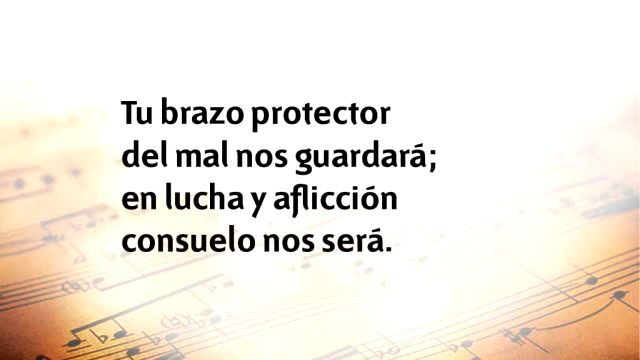 Tu brazo protector
del mal nos guardará;
en lucha y aflicción
consuelo nos será.